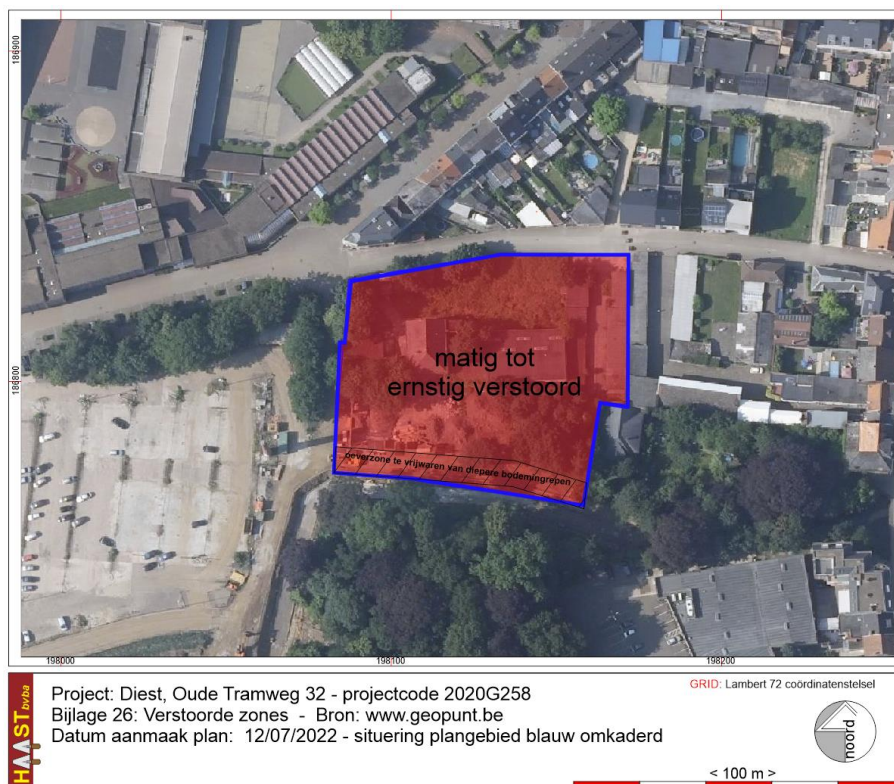 186900
186800
matig tot
ernstig verstoord
oeverzone te vrijwaren van diepere bodemingrepen
198000
198100
198200
HAAST bvba
Project: Diest, Oude Tramweg 32 - projectcode 2020G258
Bijlage 26: Verstoorde zones - Bron: www.geopunt.be
Datum aanmaak plan: 12/07/2022 - situering plangebied blauw omkaderd
GRID: Lambert 72 coördinatenstelsel
noord
< 100 m >